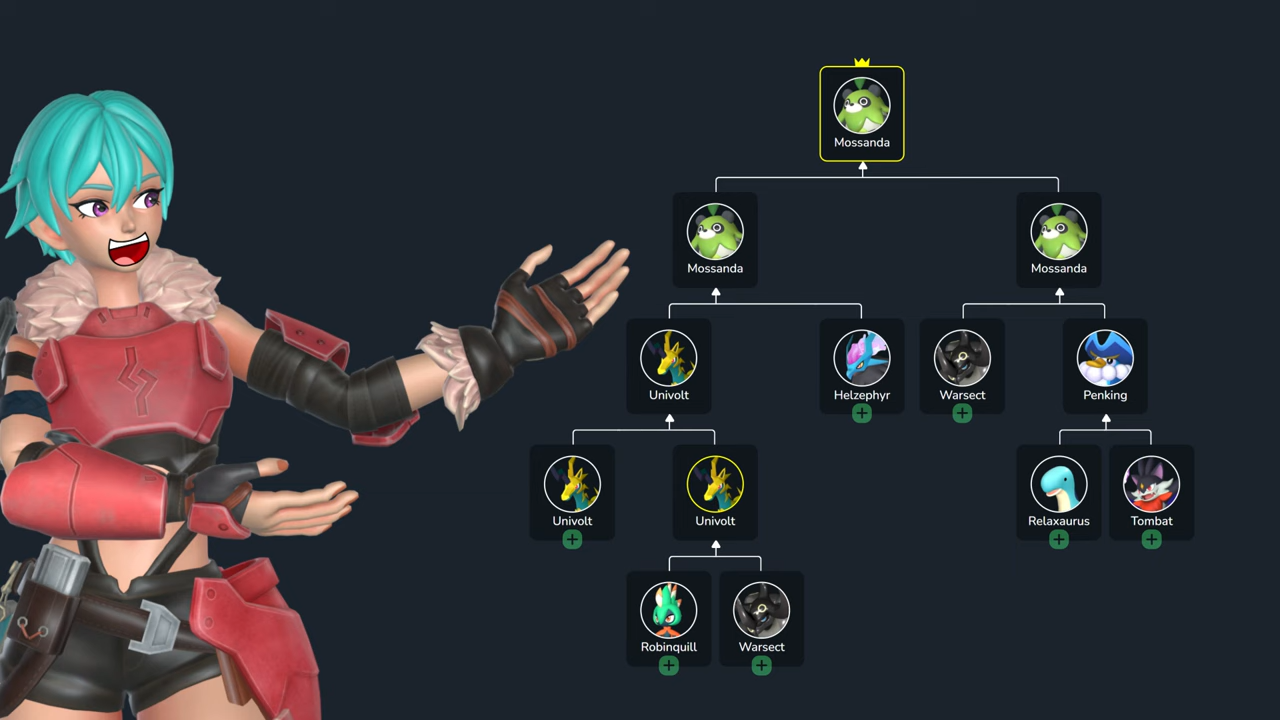 Mossanda
Mossanda
Mossanda
Univolt
Helzephyr
Warsect
Penking
Univolt
Univolt
Relaxaurus
Tombat
Robinquill
Warsect